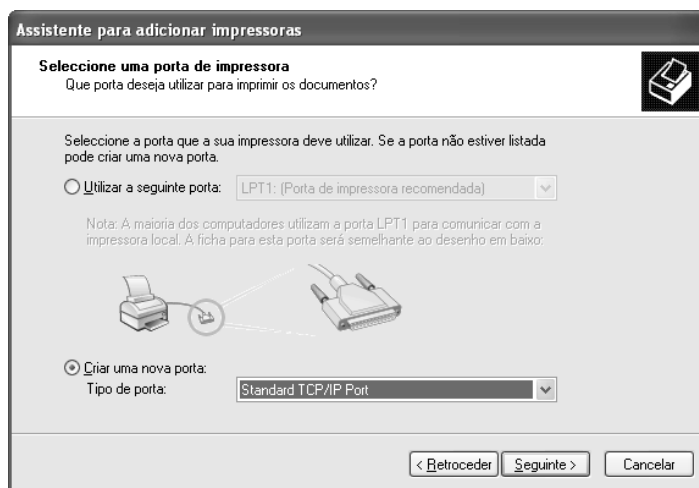 Assistente para adicionar impressoras
Seleccione uma porta de impressora
Que porta deseja utilizar para imprimir os documentos?
Seleccione a porta que a sua impressora deve utilizar. Se a porta não estiver listada
pode criar uma nova porta.
Utilizar a seguinte porta: LPT1: (Porta de impressora recomendada)
Nota: A maioria dos computadores utilizam a porta LPT1 para comunicar com a
impressora local. A ficha para esta porta será semelhante ao desenho em baixo:
Criar uma nova porta:
Tipo de porta: Standard TCP/IP Port
< Retroceder Seguinte > Cancelar